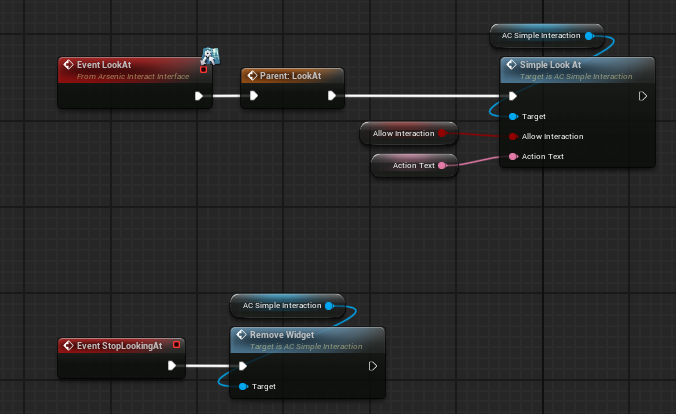 AC Simple Interaction
Event LookAt
From Arsenic Interact Interface
Parent: LookAt
Simple Look At
Target is AC Simple Interaction
Target
Allow Interaction
Allow Interaction
Action Text
Action Text
AC Simple Interaction
Event StopLookingAt
Remove Widget
Target is AC Simple Interaction
Target